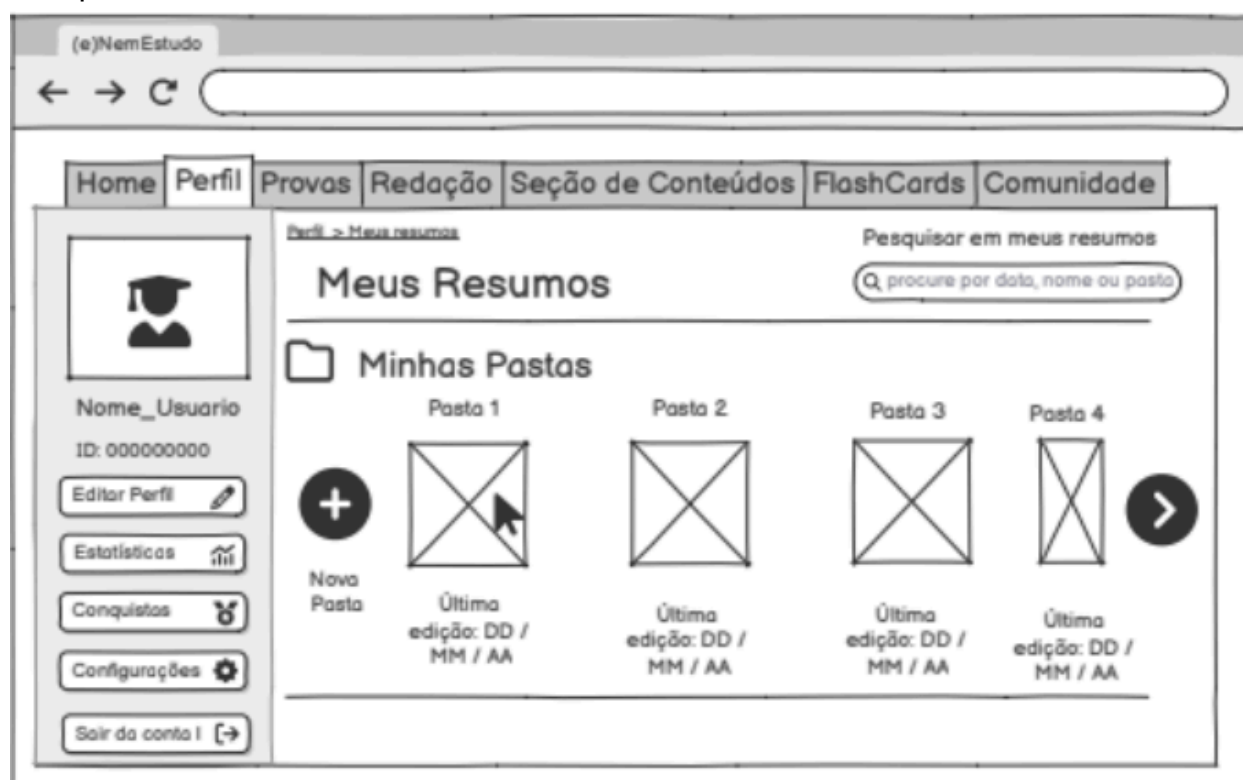 (e)NemEstudo
Home Perfil Provas Redação Seção de Conteúdos FlashCards Comunidade
Perfil > Meus resumos
Pesquisar em meus resumos
Meus Resumos
procure por data, nome ou pasta
Minhas Pastas
Nome_Usuario
ID: 000000000
Editar Perfil
Estatísticas
Conquistas
Configurações
Sair da conta I
Nova
Pasta
Pasta 1
Última
edição: DD /
MM / AA
Pasta 2
Última
edição: DD /
MM / AA
Pasta 3
Última
edição: DD /
MM / AA
Pasta 4
Última
edição: DD /
MM / AA